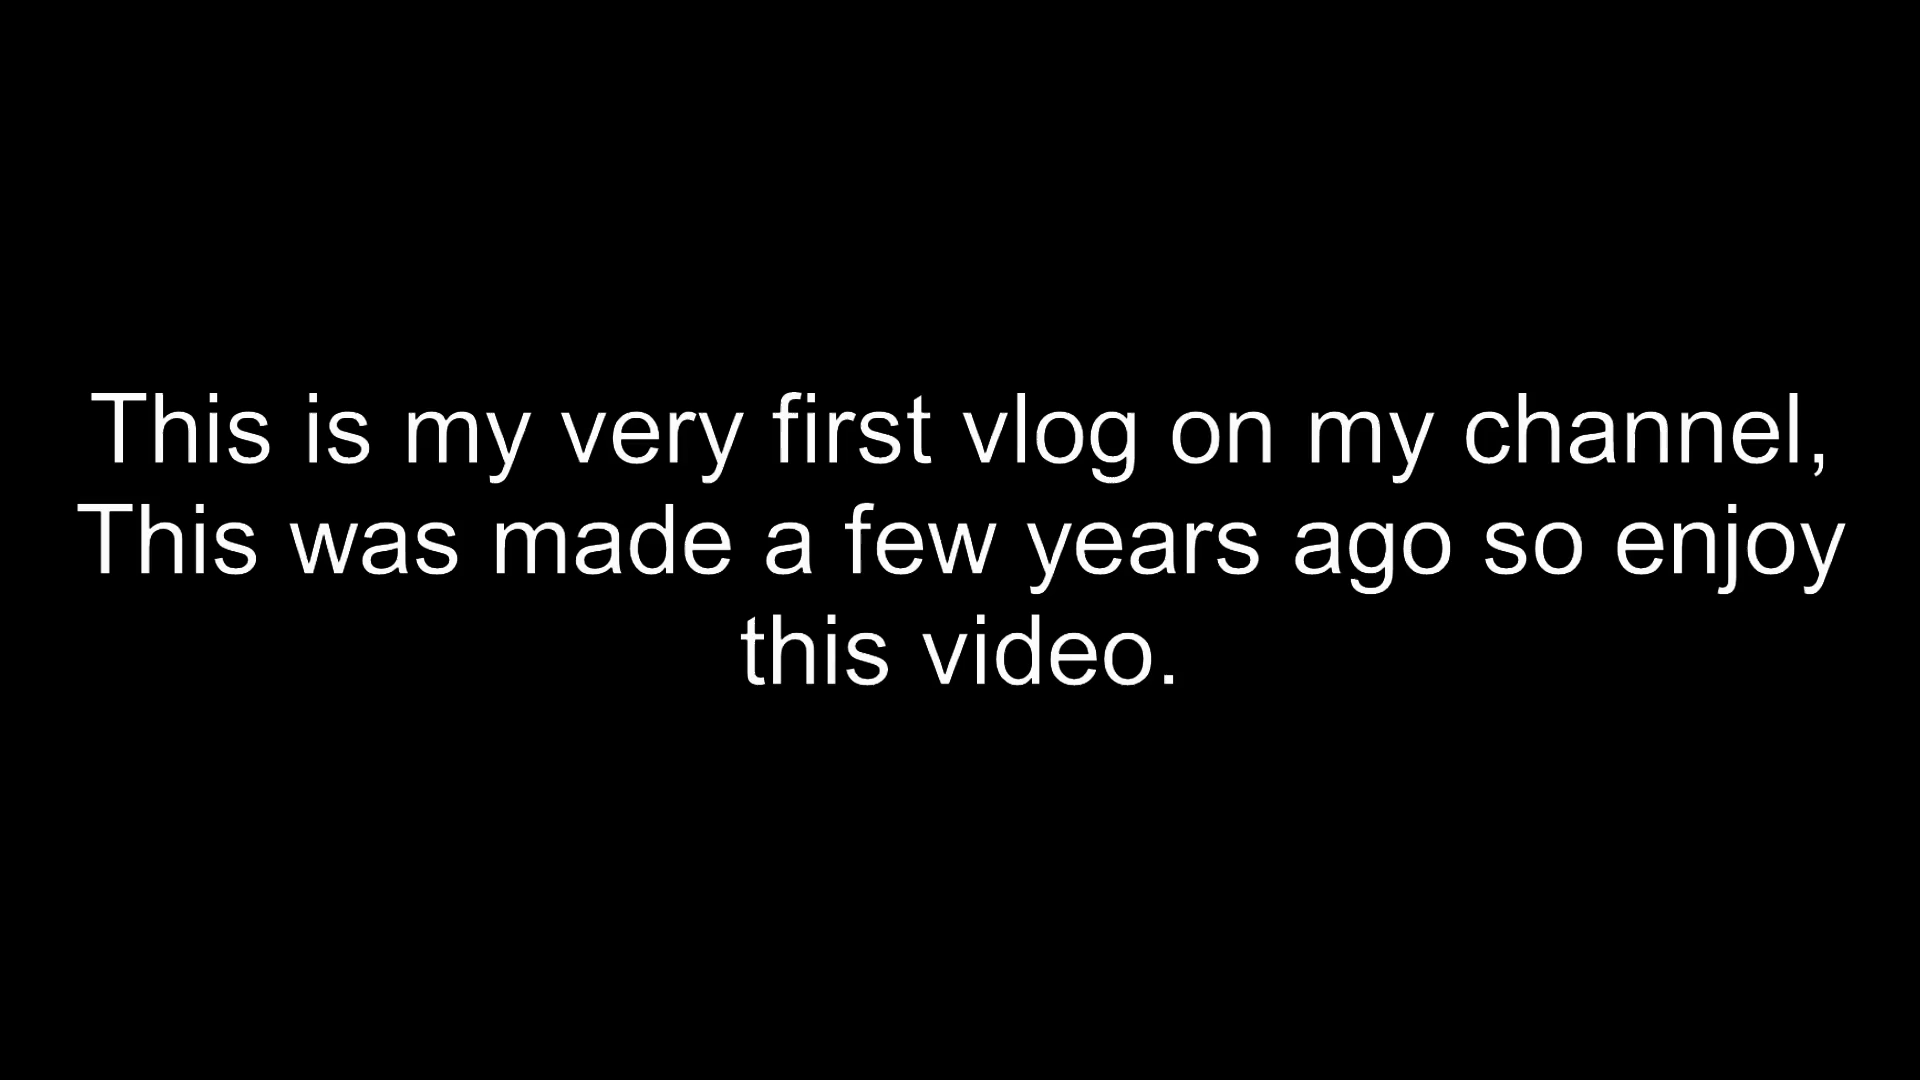 This is my very first vlog on my channel,
This was made a few years ago so enjoy
this video.